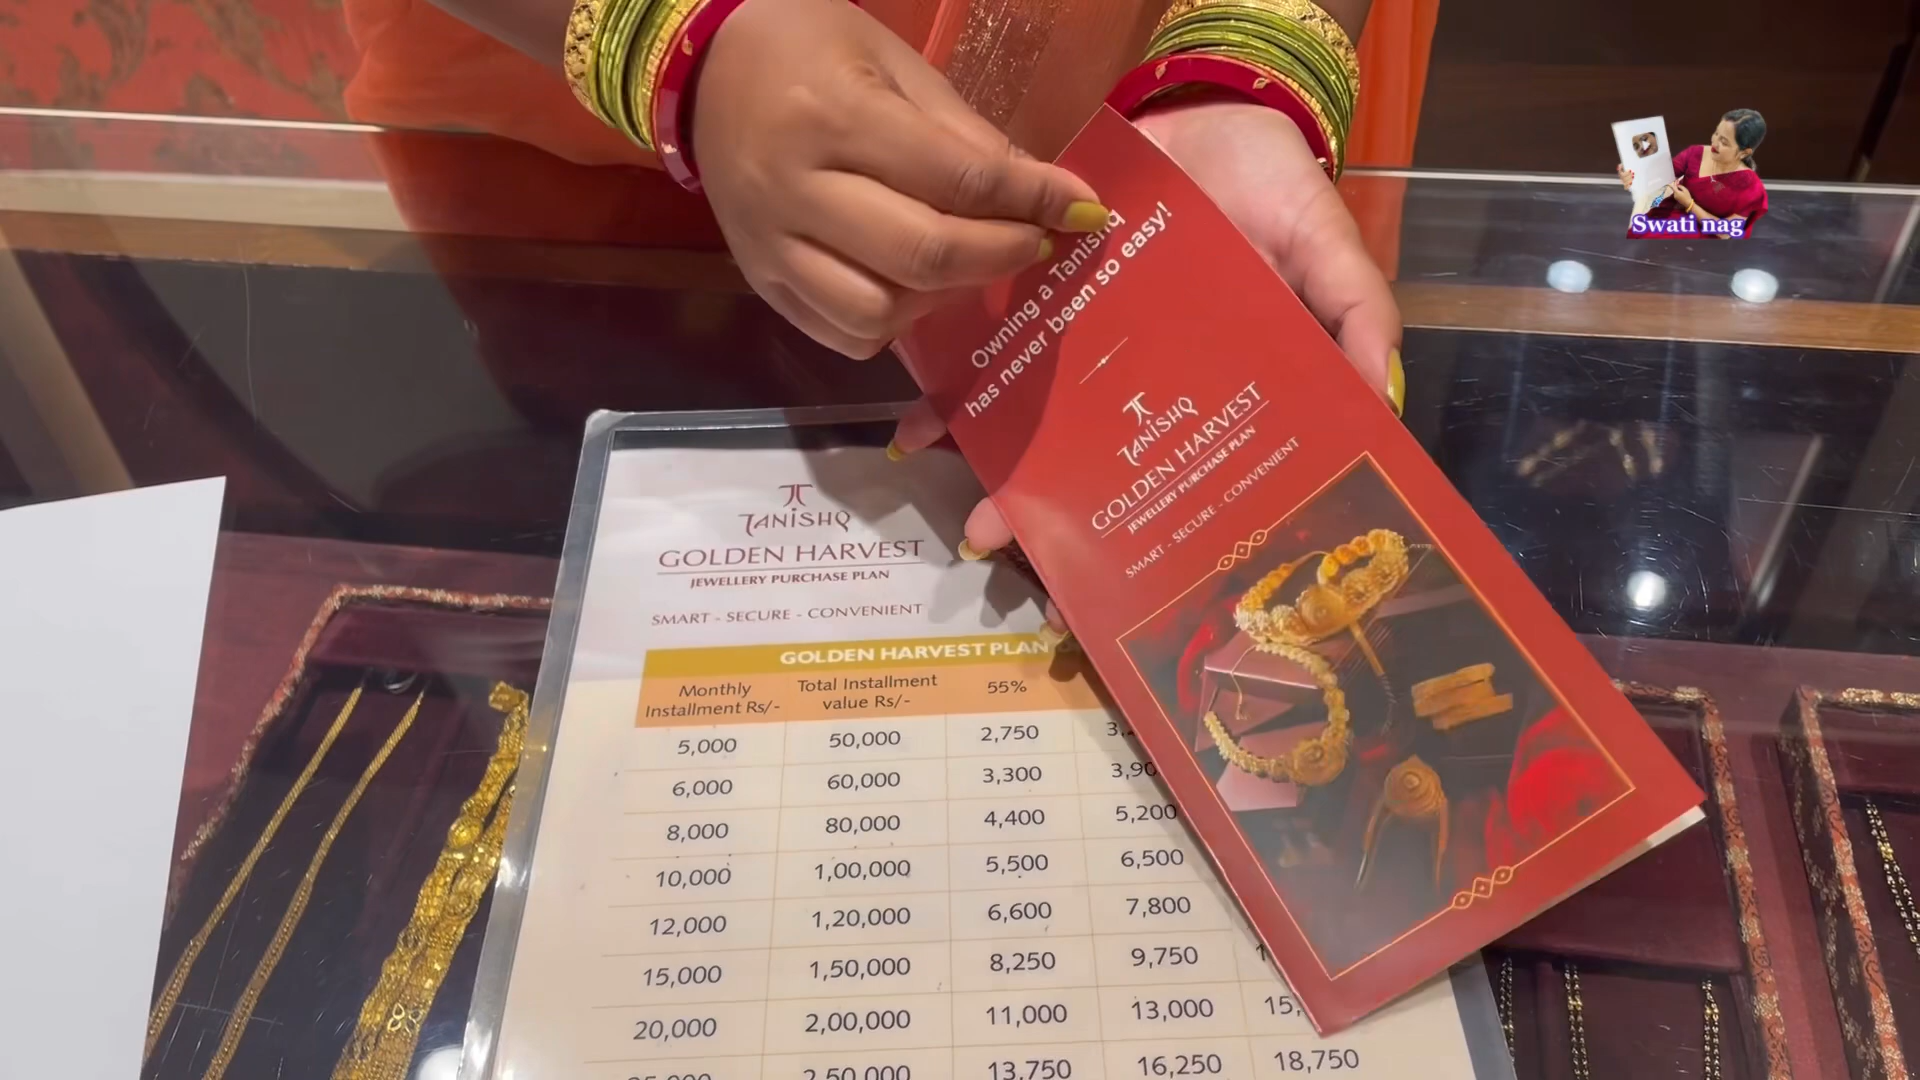 Swati nag
Owning a Tanishq
has never been so easy!
TANISHQ
GOLDEN HARVEST
JEWELLERY PURCHASE PLAN
SMART - SECURE - CONVENIENT
TANISHQ
GOLDEN HARVEST
JEWELLERY PURCHASE PLAN
SMART - SECURE - CONVENIENT
GOLDEN HARVEST PLAN
Monthly Installment Rs/- Total Installment value Rs/- 55%
5,000 50,000 2,750
6,000 60,000 3,300
8,000 80,000 4,400 5,200
10,000 1,00,000 5,500 6,500
12,000 1,20,000 6,600 7,800
15,000 1,50,000 8,250 9,750
20,000 2,00,000 11,000 13,000
2,50,000 13,750 16,250 18,750